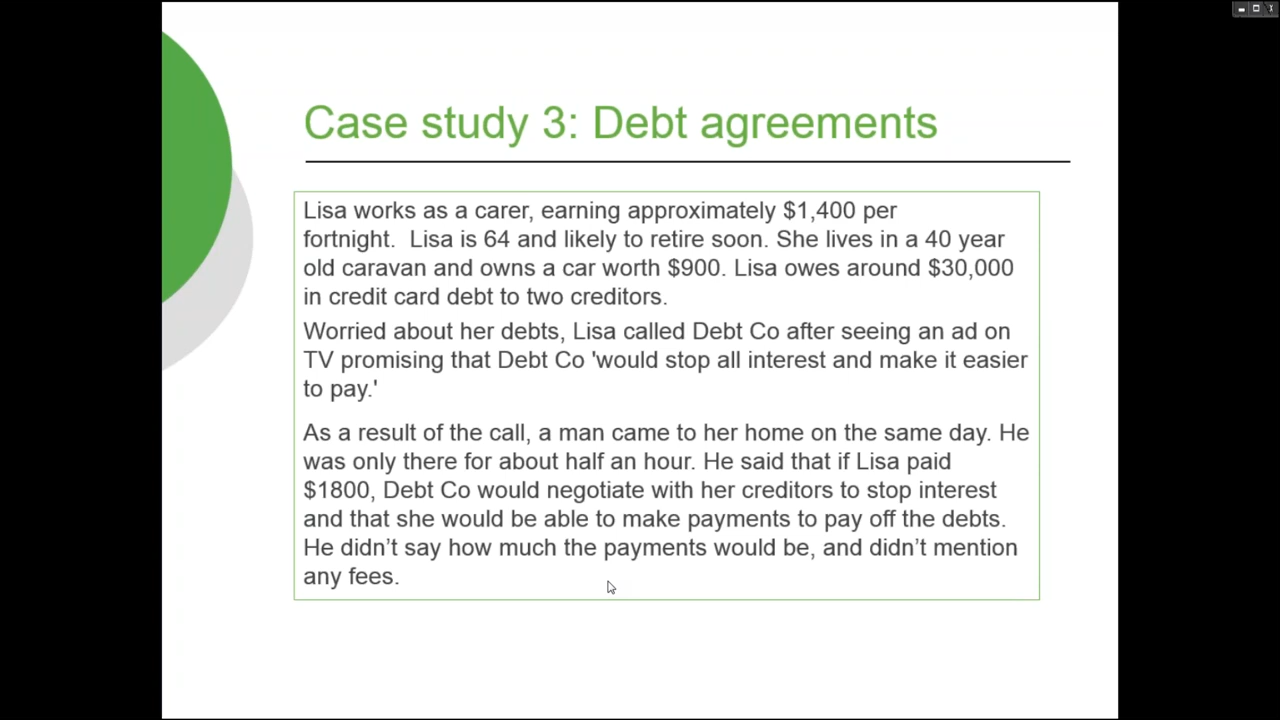 Case study 3: Debt agreements
Lisa works as a carer, earning approximately $1,400 per
fortnight.  Lisa is 64 and likely to retire soon. She lives in a 40 year
old caravan and owns a car worth $900. Lisa owes around $30,000
in credit card debt to two creditors.
Worried about her debts, Lisa called Debt Co after seeing an ad on
TV promising that Debt Co 'would stop all interest and make it easier
to pay.'
As a result of the call, a man came to her home on the same day. He
was only there for about half an hour. He said that if Lisa paid
$1800, Debt Co would negotiate with her creditors to stop interest
and that she would be able to make payments to pay off the debts.
He didn’t say how much the payments would be, and didn’t mention
any fees.